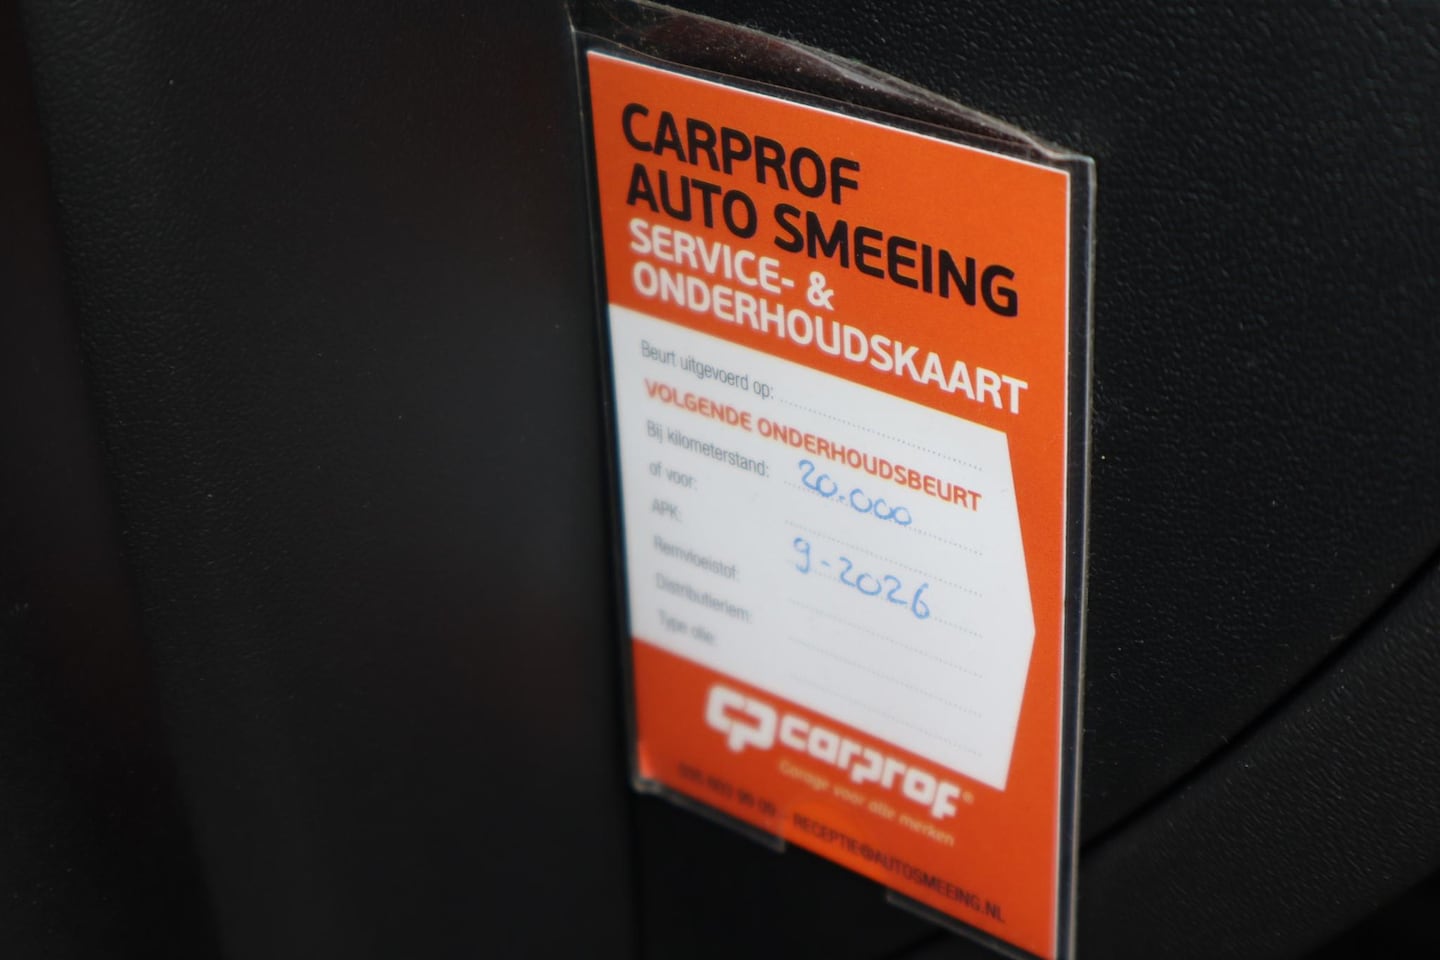 CARPROF
AUTO SMEEING
SERVICE- &
ONDERHOUDSKAART
Beurt uitgevoerd op:
VOLGENDE ONDERHOUDSBEURT
Bij kilometerstand: 20.000
of voor:
APK: 9-2026
Remvloeistof:
Distributieriem:
Type olie:
cp carprof
Garage voor alle merken
RECEPTIE@AUTOSMEEING.NL